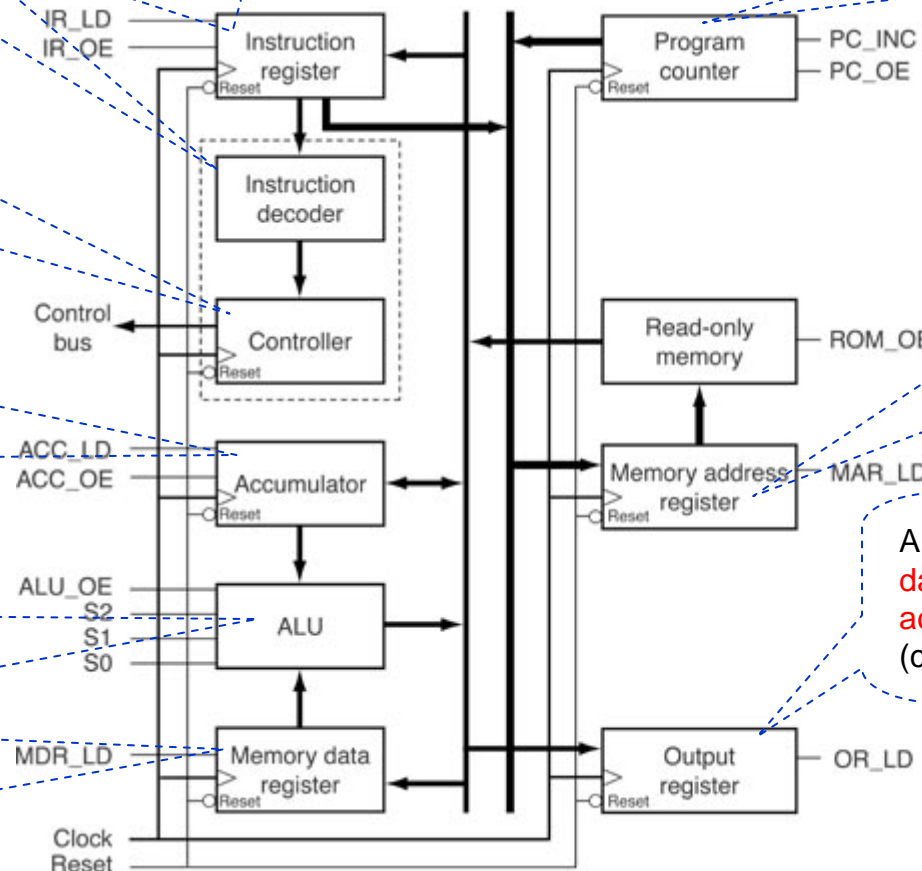 IR_LD
IR_OE
Instruction
register
Reset
Program
counter
Reset
PC_INC
PC_OE
Instruction
decoder
Control
bus
Controller
Reset
Read-only
memory
ROM_OE
ACC_LD
ACC_OE
Accumulator
Reset
Memory address
register
Reset
MAR_LD
ALU_OE
S2
S1
S0
ALU
A
da
ac
(c
MDR_LD
Memory data
register
Reset
Output
register
Reset
OR_LD
Clock
Reset